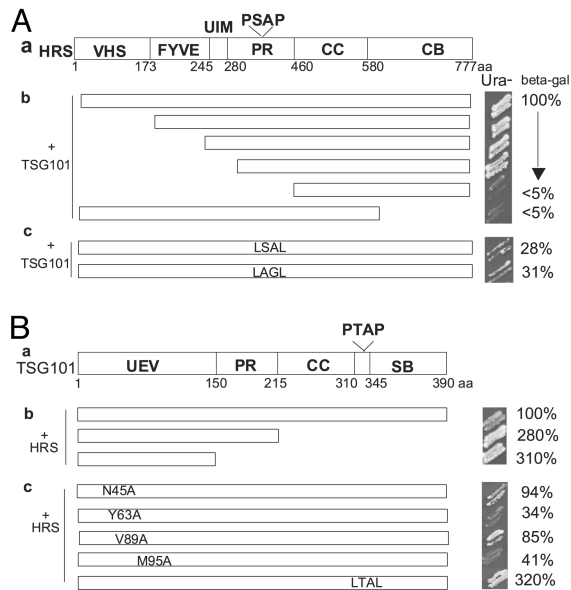 A
a
UIM PSAP
HRS VHS FYVE PR CC CB
1 173 245 280 460 580 777aa
Ura- beta-gal
b
+
TSG101
100%
<5%
<5%
c
+
TSG101
LSAL 28%
LAGL 31%
B
a
PTAP
TSG101 UEV PR CC SB
1 150 215 310 345 390 aa
b
+
HRS
100%
280%
310%
c
+
HRS
N45A 94%
Y63A 34%
V89A 85%
M95A 41%
LTAL 320%